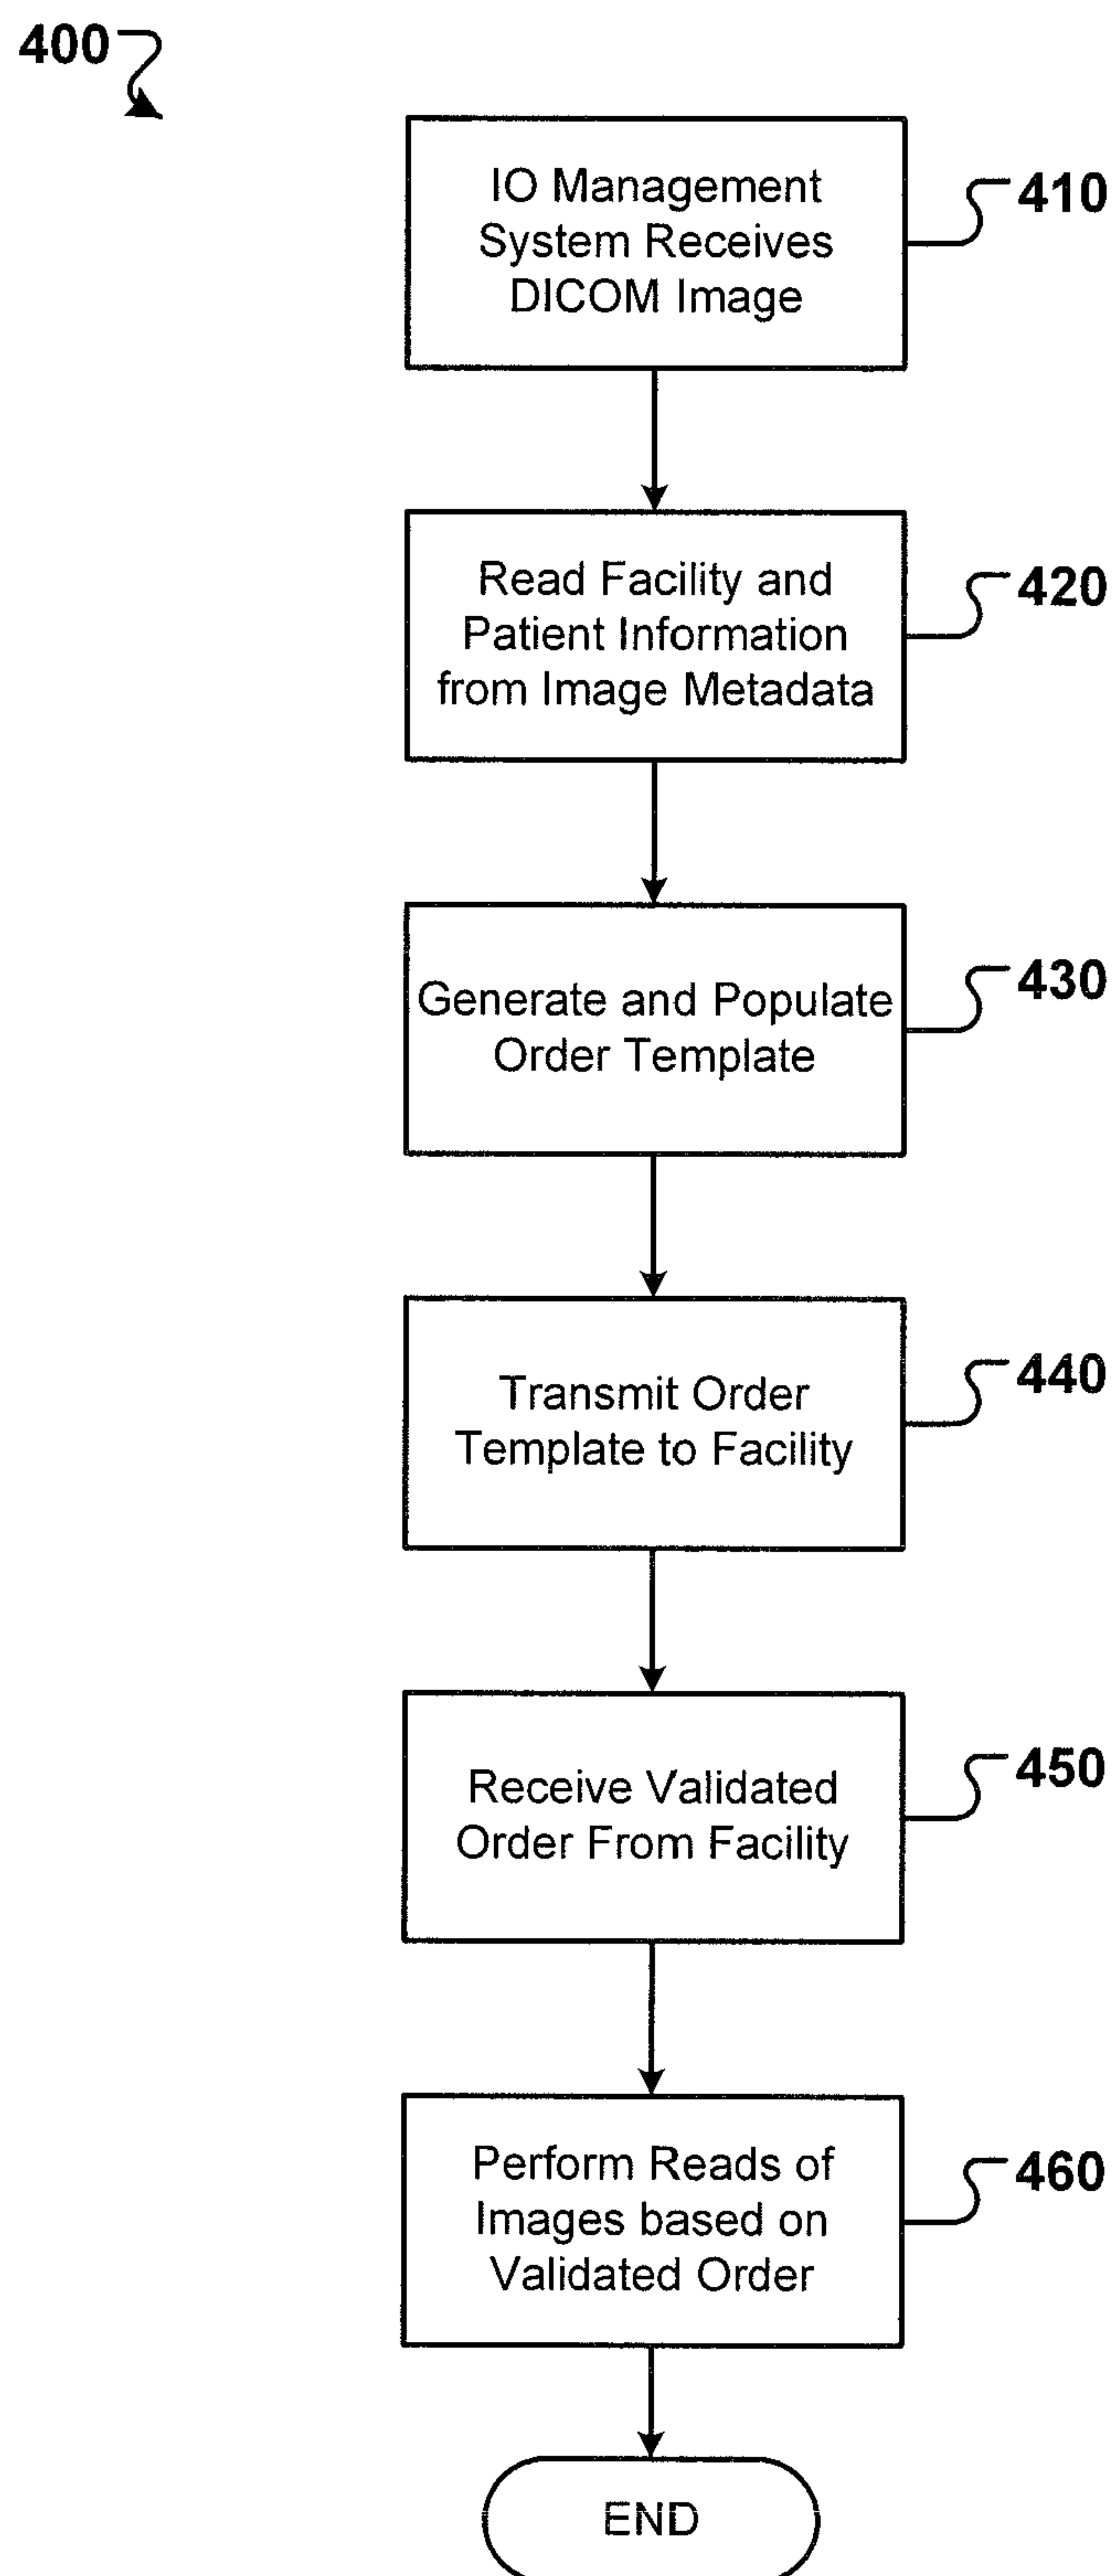 400
IO Management
System Receives
DICOM Image
410
Read Facility and
Patient Information
from Image Metadata
420
Generate and Populate
Order Template
430
Transmit Order
Template to Facility
440
Receive Validated
Order From Facility
450
Perform Reads of
Images based on
Validated Order
460
END